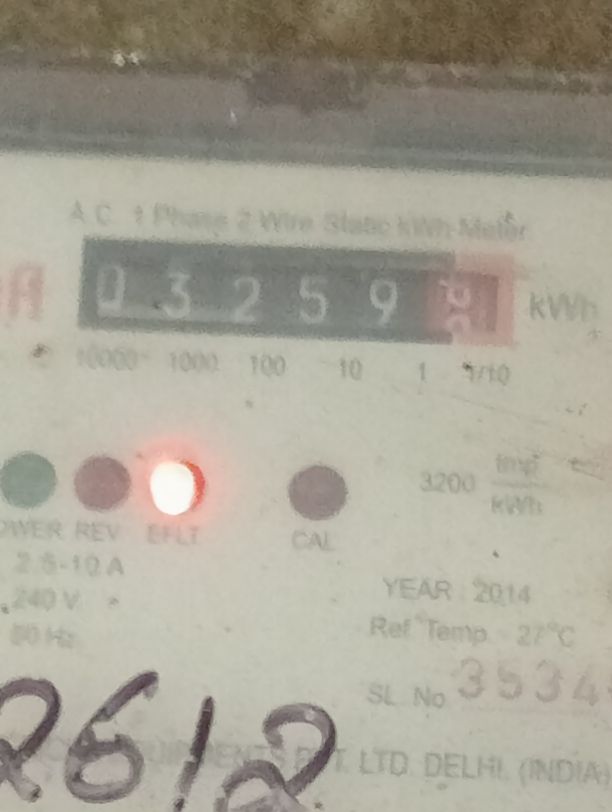 A.C. 1 Phase 2 Wire Static kWh Meter
03259 kWh
10000 1000 100 10 1 1/10
3200 imp/kWh
REV EFLT CAL
2.5-10 A
240 V
50 Hz
YEAR : 2014
Ref. Temp. - 27°C
SL. No. 3534
LTD. DELHI. (INDIA)
2612